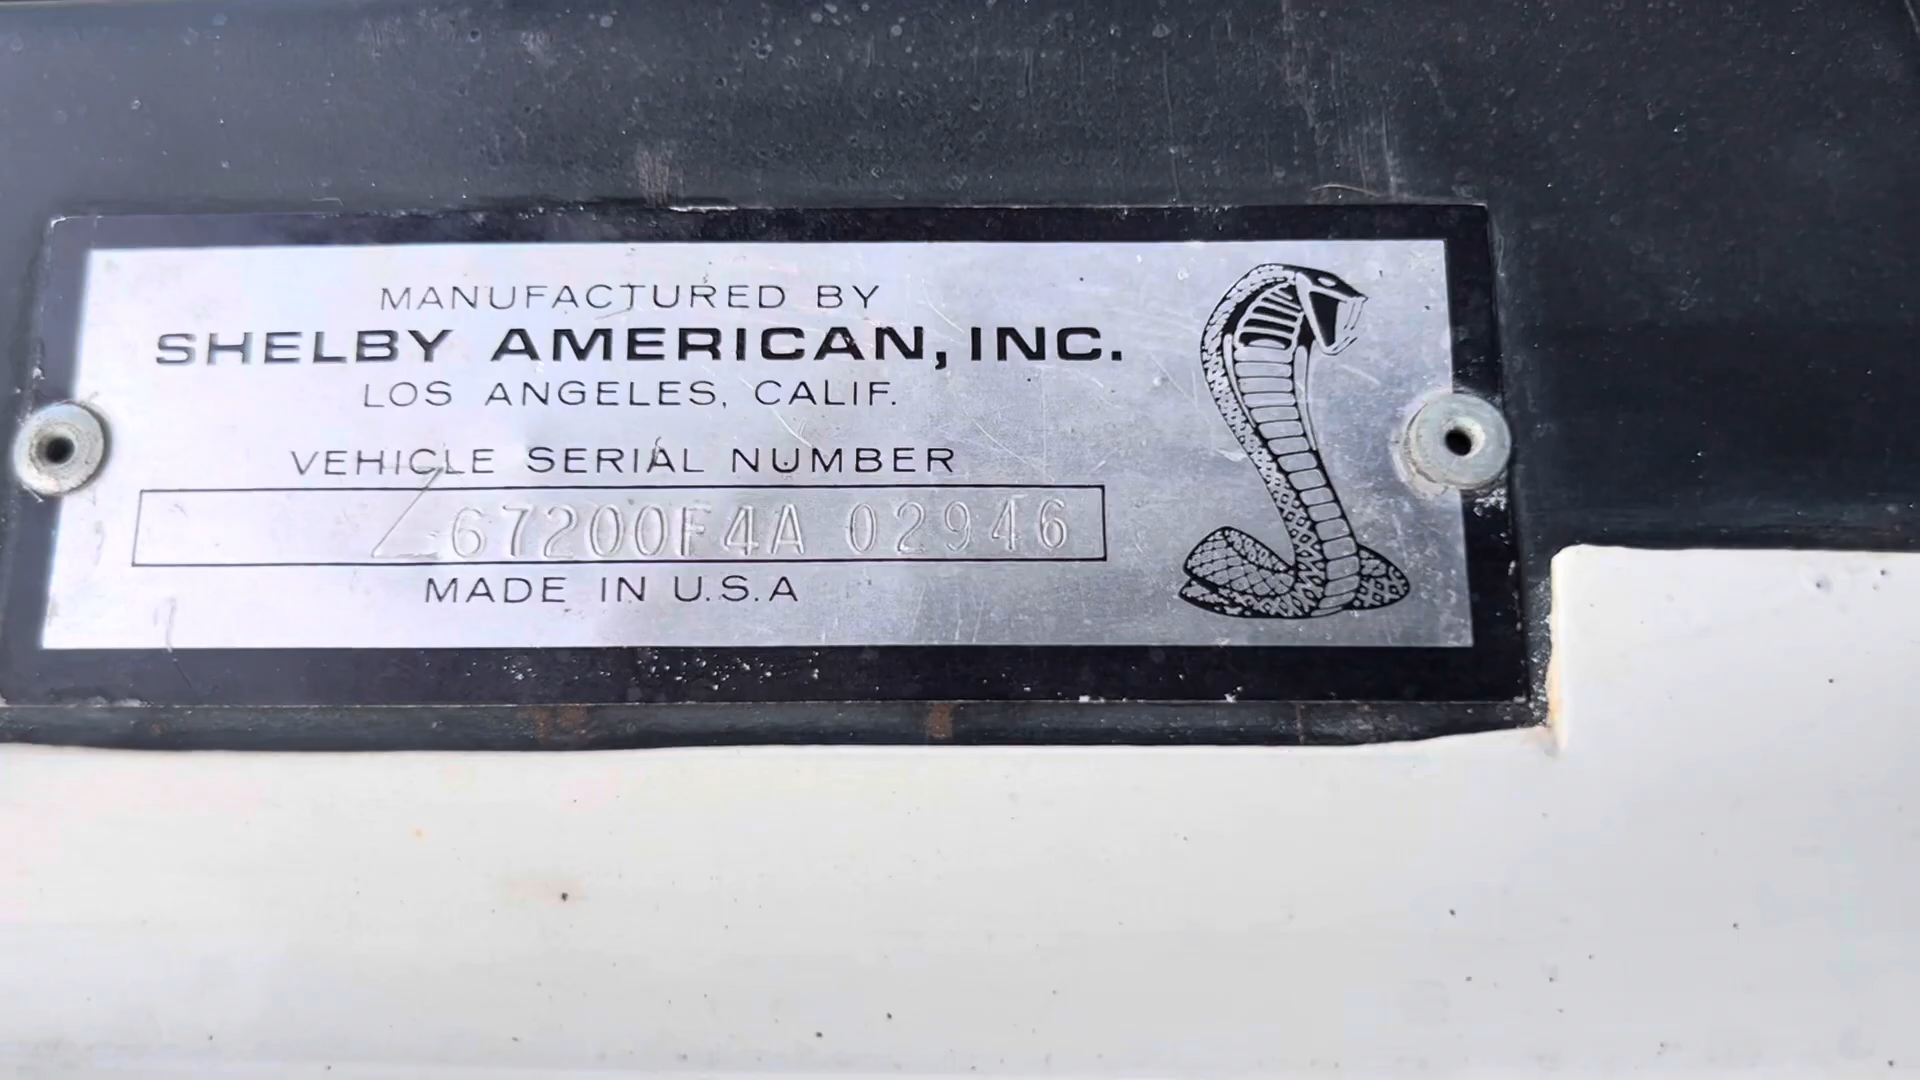 MANUFACTURED BY
SHELBY AMERICAN, INC.
LOS ANGELES, CALIF.
VEHICLE SERIAL NUMBER
67200F4A 02946
MADE IN U.S.A